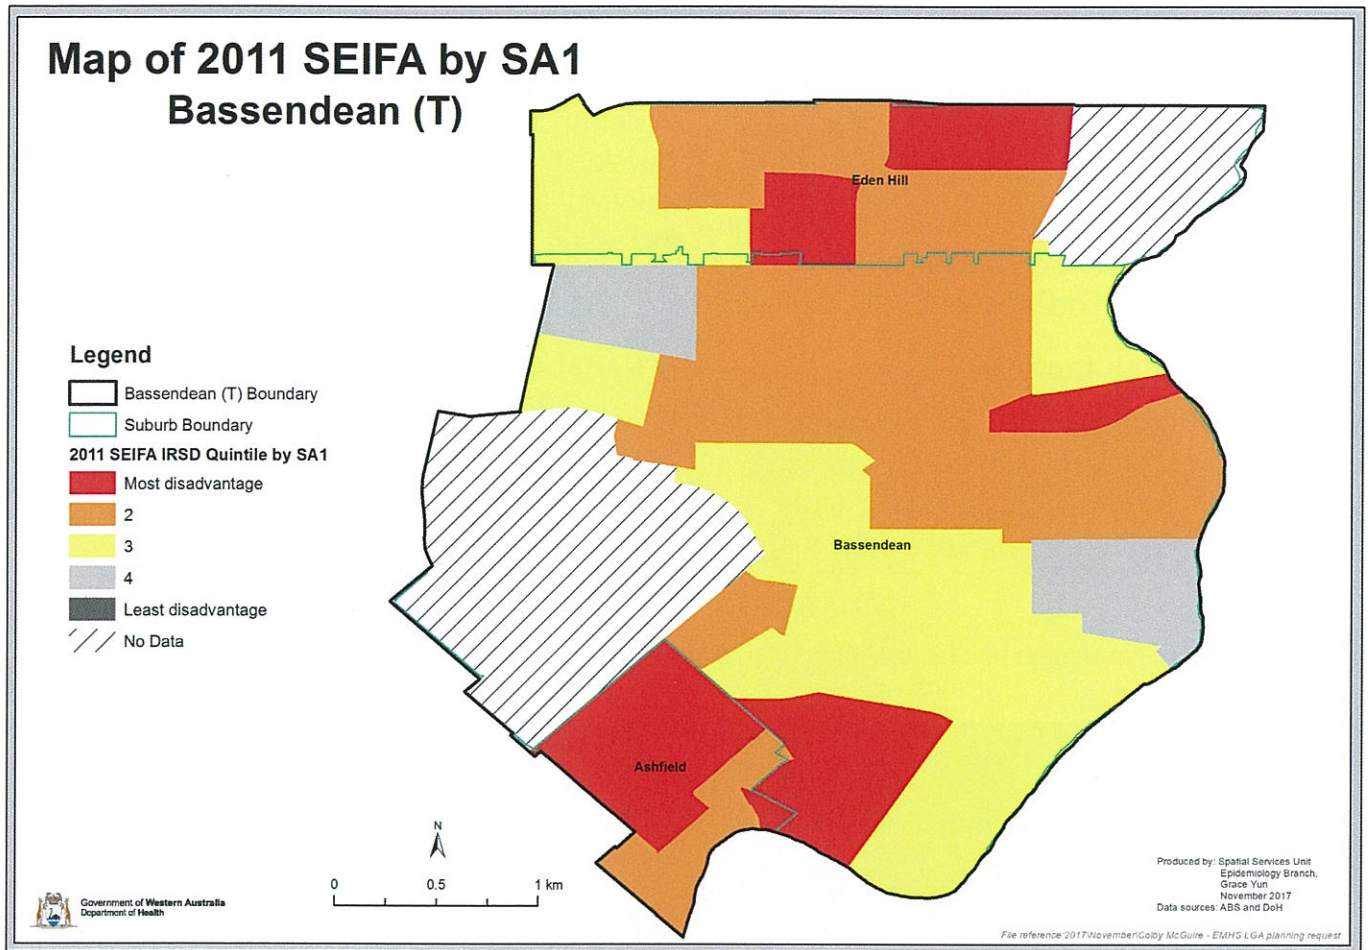 Map of 2011 SEIFA by SA1
Bassendean (T)
Eden Hill
Legend
Bassendean (T) Boundary
Suburb Boundary
2011 SEIFA IRSD Quintile by SA1
Most disadvantage
2
3
4
Least disadvantage
No Data
Bassendean
Ashfield
N
0 0.5 1 km
Government of Western Australia
Department of Health
Produced by: Spatial Services Unit
Epidemiology Branch,
Grace Yun
November 2017
Data sources: ABS and DoH
File reference:2017\November\Colby McGuire - EMHS LGA planning request